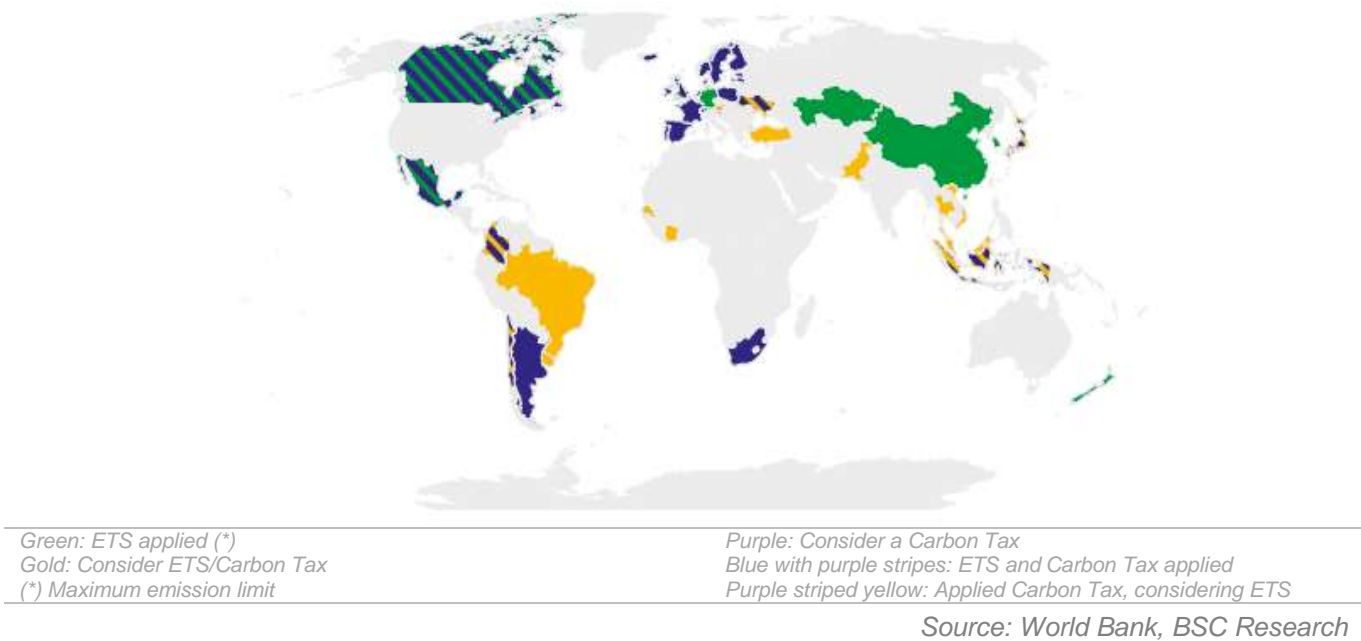 Green: ETS applied (*)
Gold: Consider ETS/Carbon Tax
(*) Maximum emission limit
Purple: Consider a Carbon Tax
Blue with purple stripes: ETS and Carbon Tax applied
Purple striped yellow: Applied Carbon Tax, considering ETS
Source: World Bank, BSC Research